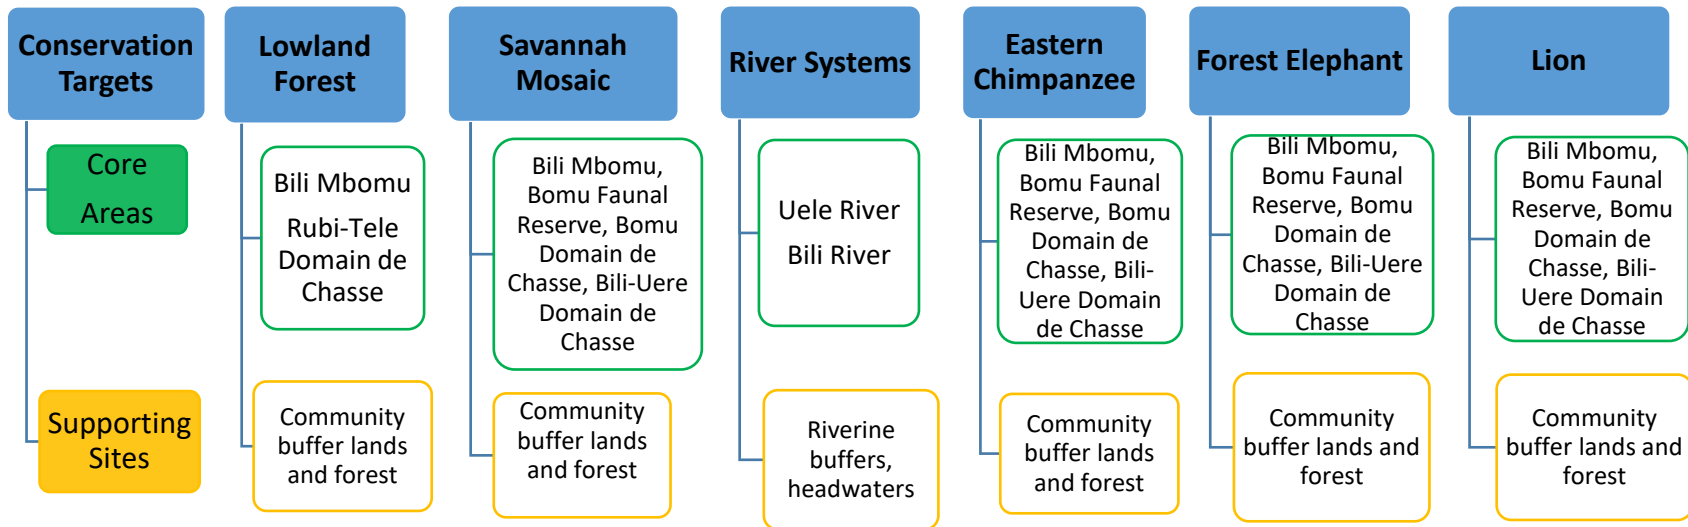 Conservation
Targets
Core
Areas
Supporting
Sites
Lowland
Forest
Bili Mbomu
Rubi-Tele
Domain de
Chasse
Community
buffer lands
and forest
Savannah
Mosaic
Bili Mbomu,
Bomu Faunal
Reserve, Bomu
Domain de
Chasse, Bili-Uere
Domain de
Chasse
Community
buffer lands
and forest
River Systems
Uele River
Bili River
Riverine
buffers,
headwaters
Eastern
Chimpanzee
Bili Mbomu,
Bomu Faunal
Reserve, Bomu
Domain de
Chasse, Bili-
Uere Domain
de Chasse
Community
buffer lands
and forest
Forest Elephant
Bili Mbomu,
Bomu Faunal
Reserve, Bomu
Domain de
Chasse, Bili-Uere
Domain de
Chasse
Community
buffer lands and
forest
Lion
Bili Mbomu,
Bomu Faunal
Reserve, Bomu
Domain de
Chasse, Bili-
Uere Domain
de Chasse
Community
buffer lands and
forest